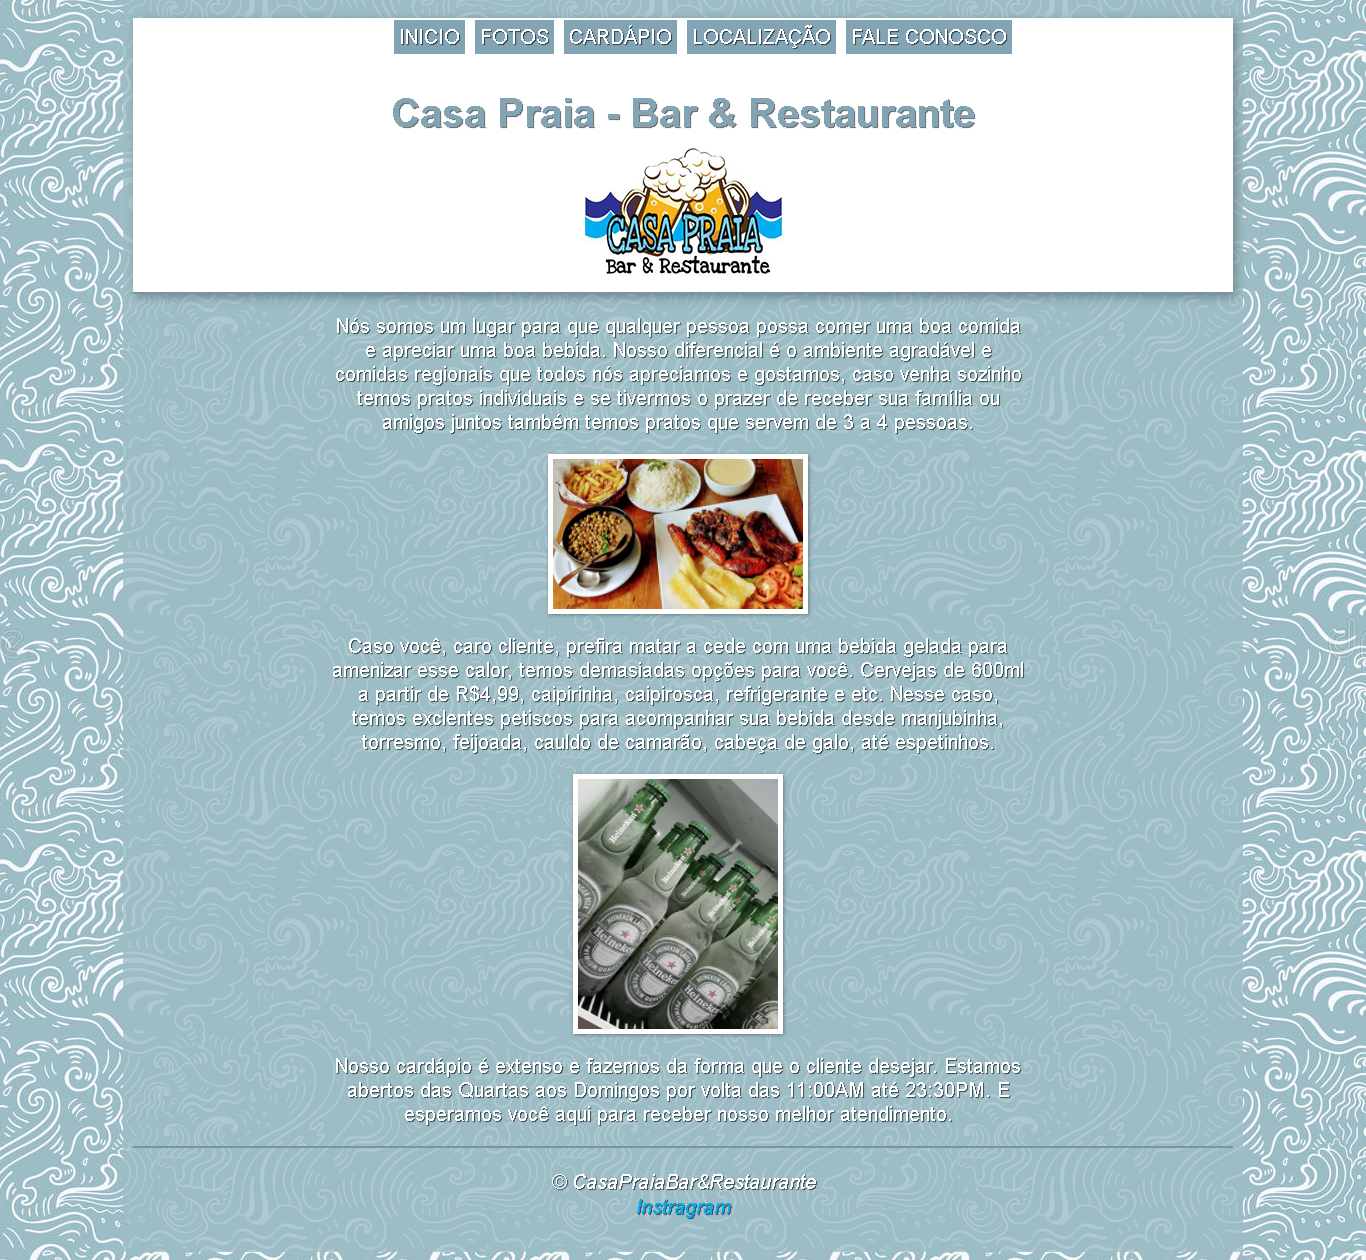 INICIO FOTOS CARDÁPIO LOCALIZAÇÃO FALE CONOSCO
Casa Praia - Bar & Restaurante
CASA PRAIA
Bar & Restaurante
Nós somos um lugar para que qualquer pessoa possa comer uma boa comida
e apreciar uma boa bebida. Nosso diferencial é o ambiente agradável e
comidas regionais que todos nós apreciamos e gostamos, caso venha sozinho
temos pratos individuais e se tivermos o prazer de receber sua família ou
amigos juntos também temos pratos que servem de 3 a 4 pessoas.
Caso você, caro cliente, prefira matar a cede com uma bebida gelada para
amenizar esse calor, temos demasiadas opções para você. Cervejas de 600ml
a partir de R$4,99, caipirinha, caipirosca, refrigerante e etc. Nesse caso,
temos exclentes petiscos para acompanhar sua bebida desde manjubinha,
torresmo, feijoada, cauldo de camarão, cabeça de galo, até espetinhos.
Heineken
Heineken
Heineken
Nosso cardápio é extenso e fazemos da forma que o cliente desejar. Estamos
abertos das Quartas aos Domingos por volta das 11:00AM até 23:30PM. E
esperamos você aqui para receber nosso melhor atendimento.
© CasaPraiaBar&Restaurante
Instragram